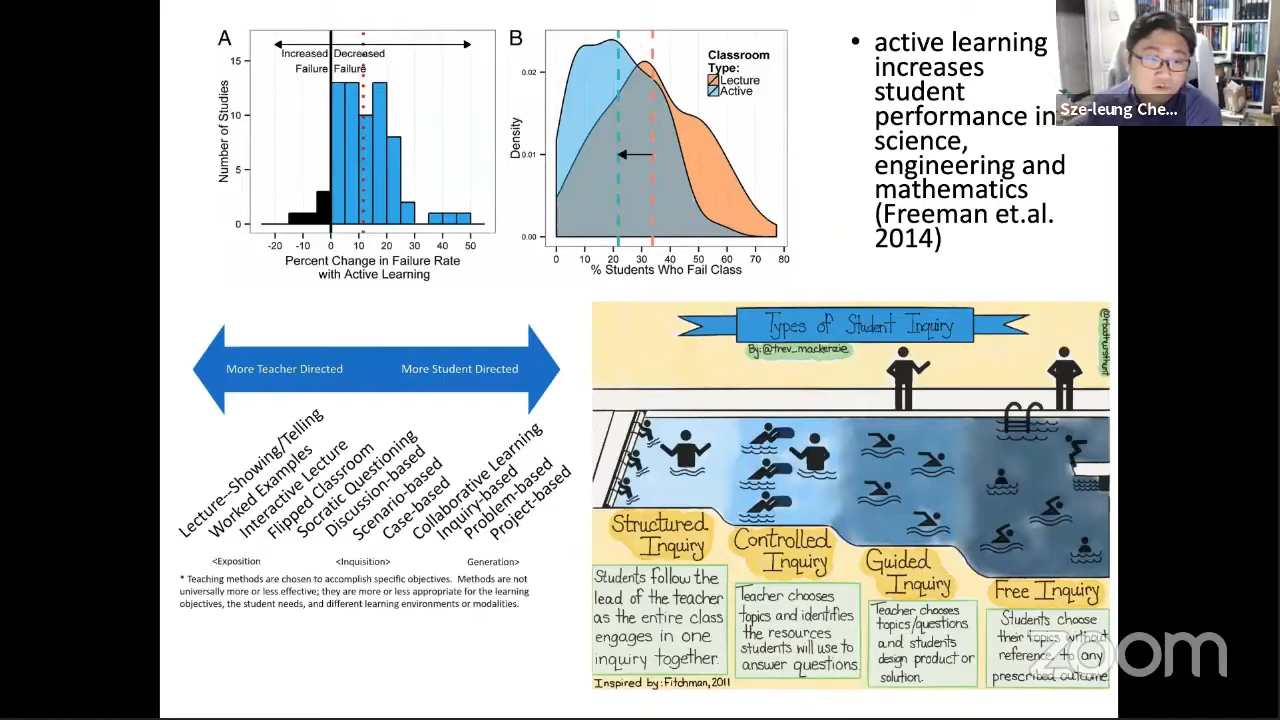 A
Increased
Decreased
Failure
Failure
Number of Studies
15
10
5
0
-20
-10
0
10
20
30
40
50
Percent Change in Failure Rate
with Active Learning
B
Classroom
Type:
Lecture
Active
Density
0.02
0.01
0.00
0
10
20
30
40
50
60
70
80
% Students Who Fail Class
• active learning
increases
student
performance in
science,
engineering and
mathematics
(Freeman et.al.
2014)
Sze-leung Che...
More Teacher Directed
More Student Directed
Lecture--Showing/Telling
Worked Examples
Interactive Lecture
Flipped Classroom
Socratic Questioning
Discussion-based
Scenario-based
Case-based
Collaborative Learning
Inquiry-based
Problem-based
Project-based
<Exposition
<Inquisition>
Generation>
* Teaching methods are chosen to accomplish specific objectives. Methods are not
universally more or less effective; they are more or less appropriate for the learning
objectives, the student needs, and different learning environments or modalities.
Types of Student Inquiry
By: @trev_mackenzie
@rbathursthunt
Structured
Inquiry
Students follow the
lead of the teacher
as the entire class
engages in one
inquiry together.
Controlled
Inquiry
Teacher chooses
topics and identifies
the resources
students will use to
answer questions.
Guided
Inquiry
Teacher chooses
topics/questions
and students
design product or
solution.
Free Inquiry
Students choose
their topics without
reference to any
prescribed outcome
Inspired by: Fitchman, 2011
zoom